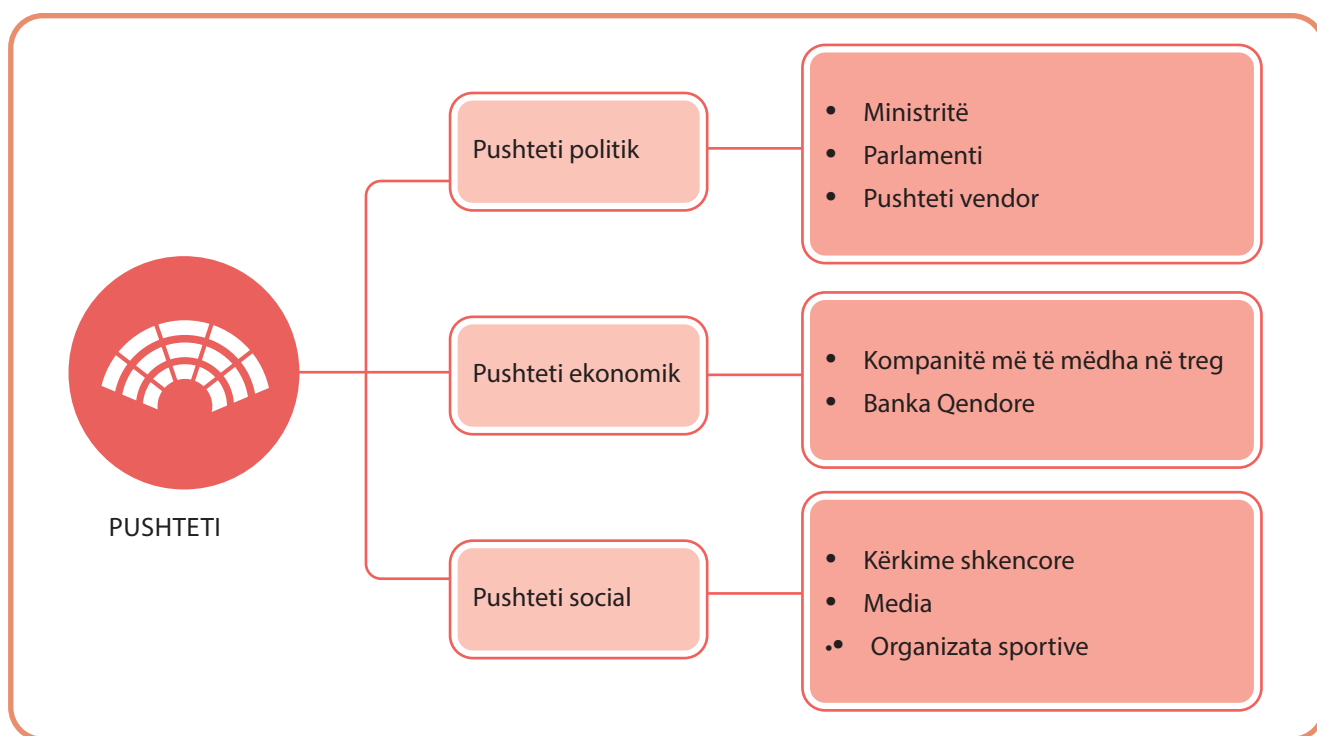 PUSHTETI
Pushteti politik
• Ministritë
• Parlamenti
• Pushteti vendor
Pushteti ekonomik
• Kompanitë më të mëdha në treg
• Banka Qendore
Pushteti social
• Kërkime shkencore
• Media
•• Organizata sportive